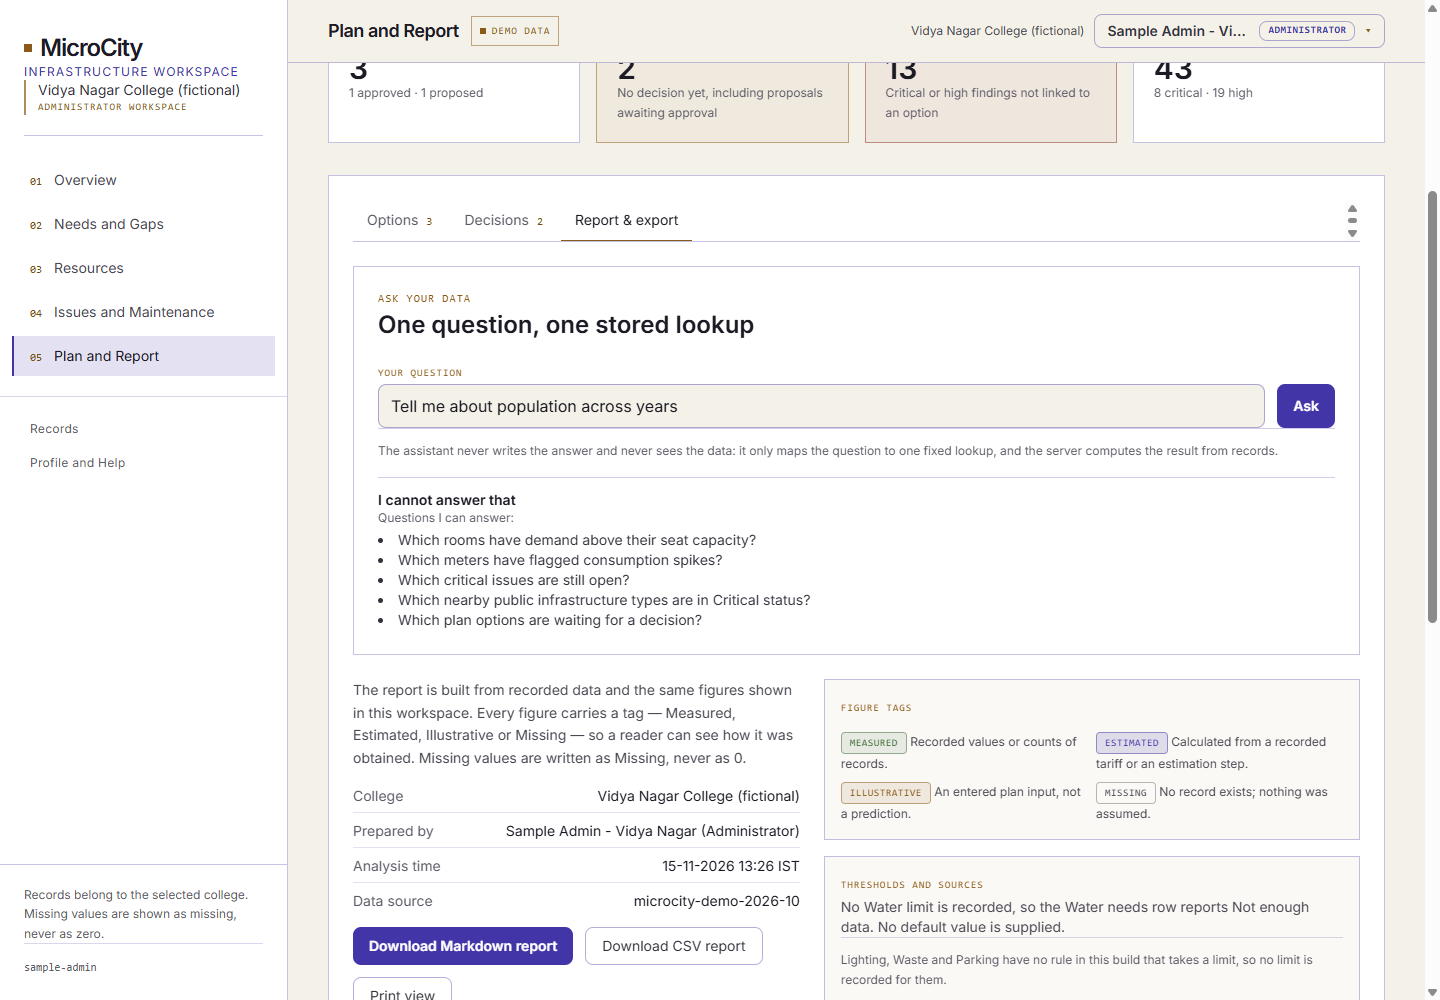 MicroCity
INFRASTRUCTURE WORKSPACE
Vidya Nagar College (fictional)
ADMINISTRATOR WORKSPACE
01 Overview
02 Needs and Gaps
03 Resources
04 Issues and Maintenance
05 Plan and Report
Records
Profile and Help
Records belong to the selected college.
Missing values are shown as missing,
never as zero.
sample-admin
Plan and Report
DEMO DATA
Vidya Nagar College (fictional)
Sample Admin - Vi...
ADMINISTRATOR
3
1 approved · 1 proposed
2
No decision yet, including proposals
awaiting approval
13
Critical or high findings not linked to
an option
43
8 critical · 19 high
Options 3
Decisions 2
Report & export
ASK YOUR DATA
One question, one stored lookup
YOUR QUESTION
Tell me about population across years
Ask
The assistant never writes the answer and never sees the data: it only maps the question to one fixed lookup, and the server computes the result from records.
I cannot answer that
Questions I can answer:
• Which rooms have demand above their seat capacity?
• Which meters have flagged consumption spikes?
• Which critical issues are still open?
• Which nearby public infrastructure types are in Critical status?
• Which plan options are waiting for a decision?
The report is built from recorded data and the same figures shown
in this workspace. Every figure carries a tag — Measured,
Estimated, Illustrative or Missing — so a reader can see how it was
obtained. Missing values are written as Missing, never as 0.
College Vidya Nagar College (fictional)
Prepared by Sample Admin - Vidya Nagar (Administrator)
Analysis time 15-11-2026 13:26 IST
Data source microcity-demo-2026-10
Download Markdown report
Download CSV report
Print view
FIGURE TAGS
MEASURED Recorded values or counts of
records.
ESTIMATED Calculated from a recorded
tariff or an estimation step.
ILLUSTRATIVE An entered plan input, not
a prediction.
MISSING No record exists; nothing was
assumed.
THRESHOLDS AND SOURCES
No Water limit is recorded, so the Water needs row reports Not enough
data. No default value is supplied.
Lighting, Waste and Parking have no rule in this build that takes a limit, so no limit is
recorded for them.